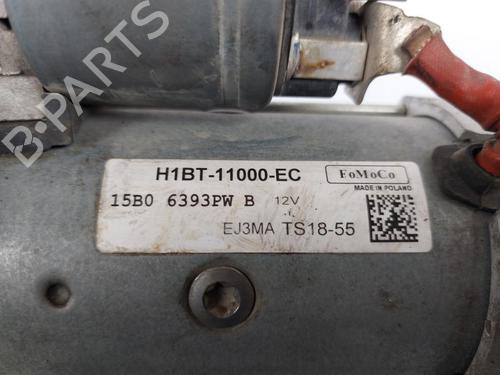 H1BT-11000-EC
FoMoCo
MADE IN POLAND
15B0 6393PW B 12V
EJ3MA TS18-55
B-PARTS